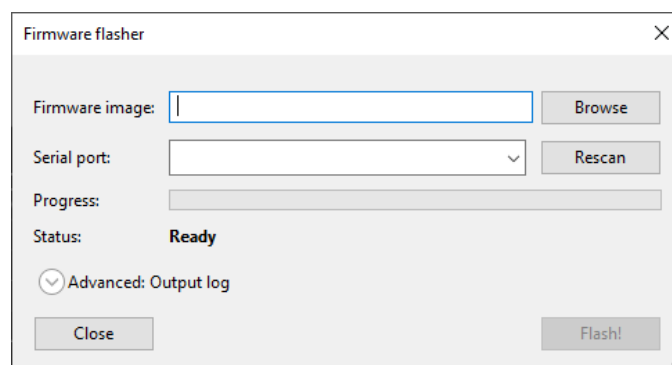 Firmware flasher
Firmware image: Browse
Serial port: Rescan
Progress:
Status: Ready
Advanced: Output log
Close Flash!